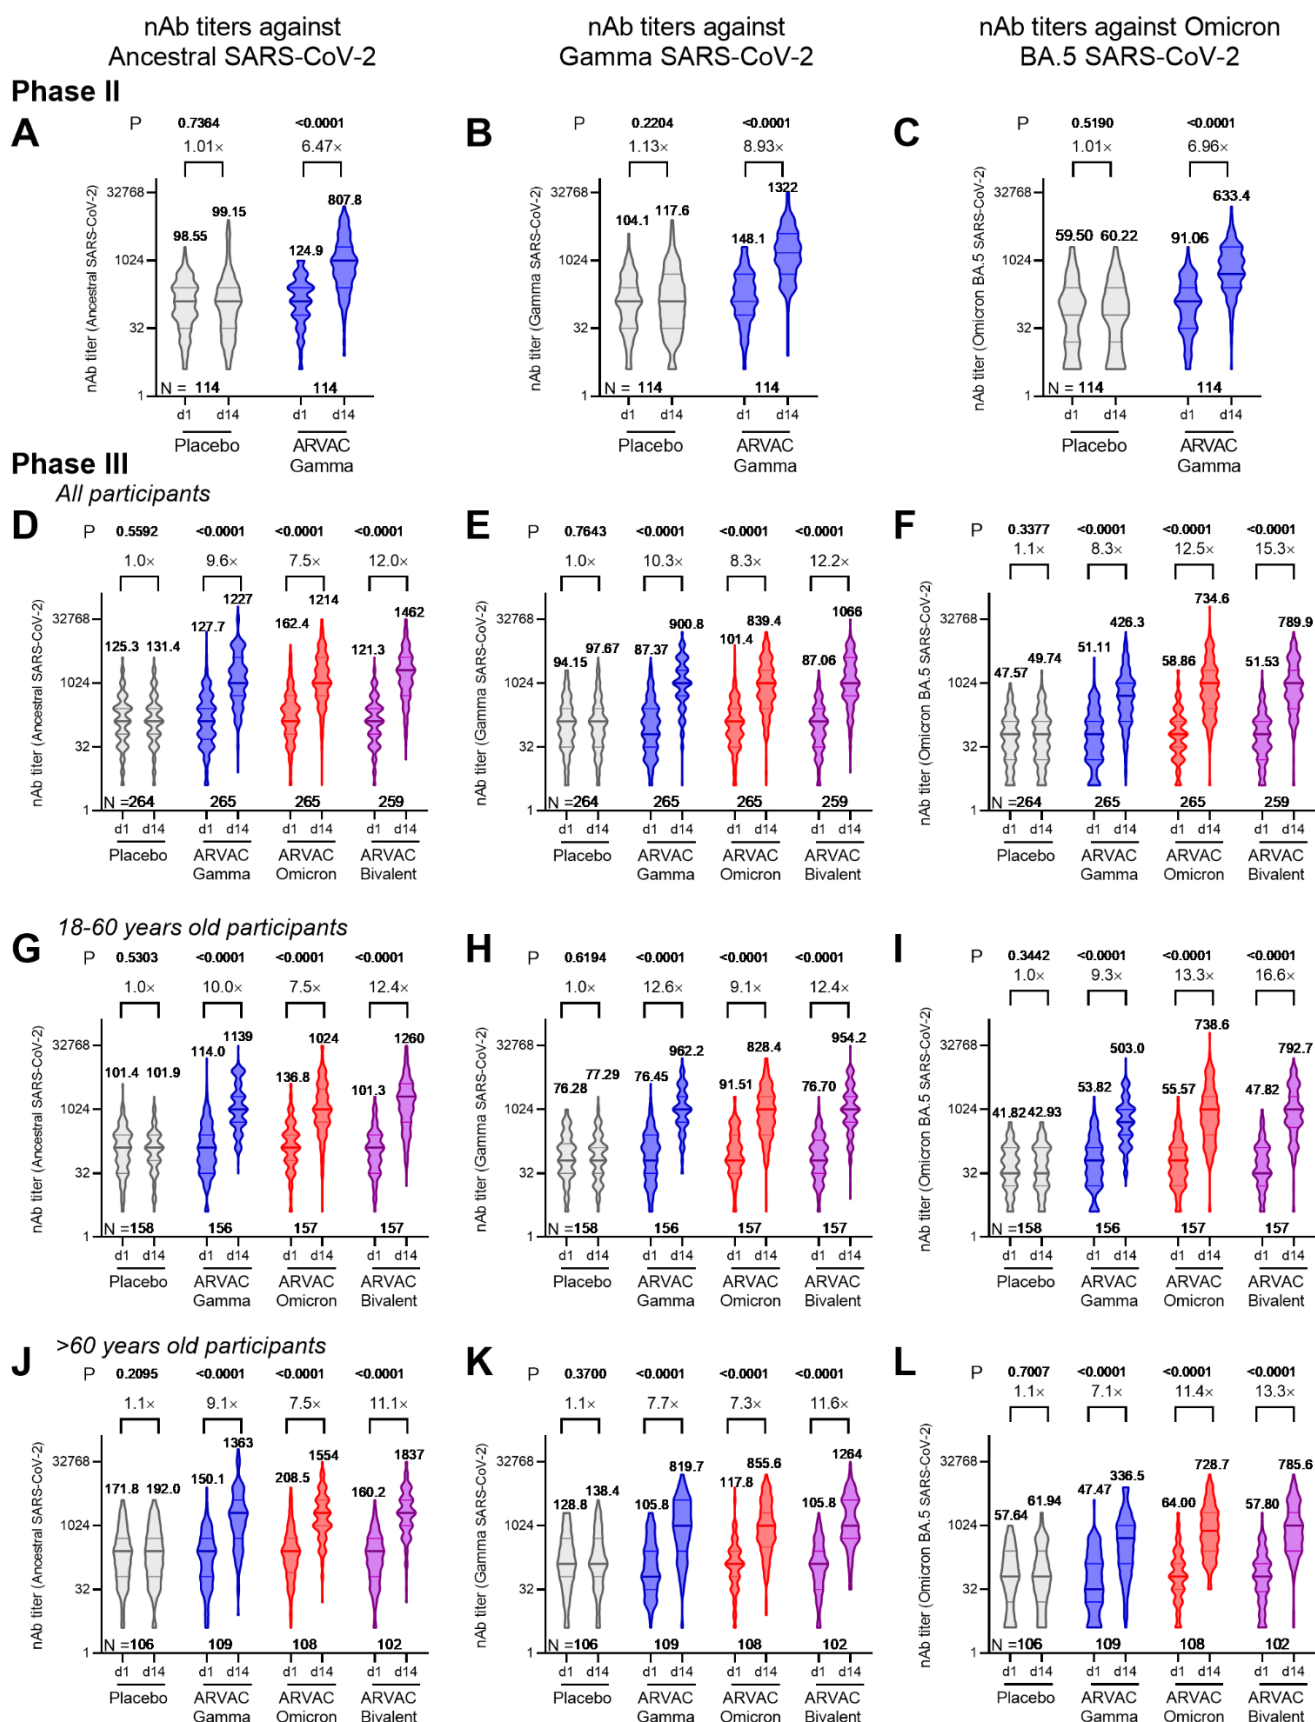 nAb titers against
Ancestral SARS-CoV-2
nAb titers against
Gamma SARS-CoV-2
nAb titers against Omicron
BA.5 SARS-CoV-2
Phase II
A
P 0.7364 <0.0001
1.01× 6.47×
nAb titer (Ancestral SARS-CoV-2)
32768
1024
32
1
98.55 99.15 124.9 807.8
N = 114 114
d1 d14 d1 d14
Placebo ARVAC
Gamma
B
P 0.2204 <0.0001
1.13× 8.93×
nAb titer (Gamma SARS-CoV-2)
32768
1024
32
1
104.1 117.6 148.1 1322
N = 114 114
d1 d14 d1 d14
Placebo ARVAC
Gamma
C
P 0.5190 <0.0001
1.01× 6.96×
nAb titer (Omicron BA.5 SARS-CoV-2)
32768
1024
32
1
59.50 60.22 91.06 633.4
N = 114 114
d1 d14 d1 d14
Placebo ARVAC
Gamma
Phase III
All participants
D
P 0.5592 <0.0001 <0.0001 <0.0001
1.0× 9.6× 7.5× 12.0×
nAb titer (Ancestral SARS-CoV-2)
32768
1024
32
1
125.3 131.4 127.7 1227 162.4 1214 121.3 1462
N = 264 265 265 259
d1 d14 d1 d14 d1 d14 d1 d14
Placebo ARVAC ARVAC ARVAC
Gamma Omicron Bivalent
E
P 0.7643 <0.0001 <0.0001 <0.0001
1.0× 10.3× 8.3× 12.2×
nAb titer (Gamma SARS-CoV-2)
32768
1024
32
1
94.15 97.67 87.37 900.8 101.4 839.4 87.06 1066
N = 264 265 265 259
d1 d14 d1 d14 d1 d14 d1 d14
Placebo ARVAC ARVAC ARVAC
Gamma Omicron Bivalent
F
P 0.3377 <0.0001 <0.0001 <0.0001
1.1× 8.3× 12.5× 15.3×
nAb titer (Omicron BA.5 SARS-CoV-2)
32768
1024
32
1
47.57 49.74 51.11 426.3 58.86 734.6 51.53 789.9
N = 264 265 265 259
d1 d14 d1 d14 d1 d14 d1 d14
Placebo ARVAC ARVAC ARVAC
Gamma Omicron Bivalent
18-60 years old participants
G
P 0.5303 <0.0001 <0.0001 <0.0001
1.0× 10.0× 7.5× 12.4×
nAb titer (Ancestral SARS-CoV-2)
32768
1024
32
1
101.4 101.9 114.0 1139 136.8 1024 101.3 1260
N = 158 156 157 157
d1 d14 d1 d14 d1 d14 d1 d14
Placebo ARVAC ARVAC ARVAC
Gamma Omicron Bivalent
H
P 0.6194 <0.0001 <0.0001 <0.0001
1.0× 12.6× 9.1× 12.4×
nAb titer (Gamma SARS-CoV-2)
32768
1024
32
1
76.28 77.29 76.45 962.2 91.51 828.4 76.70 954.2
N = 158 156 157 157
d1 d14 d1 d14 d1 d14 d1 d14
Placebo ARVAC ARVAC ARVAC
Gamma Omicron Bivalent
I
P 0.3442 <0.0001 <0.0001 <0.0001
1.0× 9.3× 13.3× 16.6×
nAb titer (Omicron BA.5 SARS-CoV-2)
32768
1024
32
1
41.82 42.93 53.82 503.0 55.57 738.6 47.82 792.7
N = 158 156 157 157
d1 d14 d1 d14 d1 d14 d1 d14
Placebo ARVAC ARVAC ARVAC
Gamma Omicron Bivalent
>60 years old participants
J
P 0.2095 <0.0001 <0.0001 <0.0001
1.1× 9.1× 7.5× 11.1×
nAb titer (Ancestral SARS-CoV-2)
32768
1024
32
1
171.8 192.0 150.1 1363 208.5 1554 160.2 1837
N = 106 109 108 102
d1 d14 d1 d14 d1 d14 d1 d14
Placebo ARVAC ARVAC ARVAC
Gamma Omicron Bivalent
K
P 0.3700 <0.0001 <0.0001 <0.0001
1.1× 7.7× 7.3× 11.6×
nAb titer (Gamma SARS-CoV-2)
32768
1024
32
1
128.8 138.4 105.8 819.7 117.8 855.6 105.8 1264
N = 106 109 108 102
d1 d14 d1 d14 d1 d14 d1 d14
Placebo ARVAC ARVAC ARVAC
Gamma Omicron Bivalent
L
P 0.7007 <0.0001 <0.0001 <0.0001
1.1× 7.1× 11.4× 13.3×
nAb titer (Omicron BA.5 SARS-CoV-2)
32768
1024
32
1
57.64 61.94 47.47 336.5 64.00 728.7 57.80 785.6
N = 106 109 108 102
d1 d14 d1 d14 d1 d14 d1 d14
Placebo ARVAC ARVAC ARVAC
Gamma Omicron Bivalent